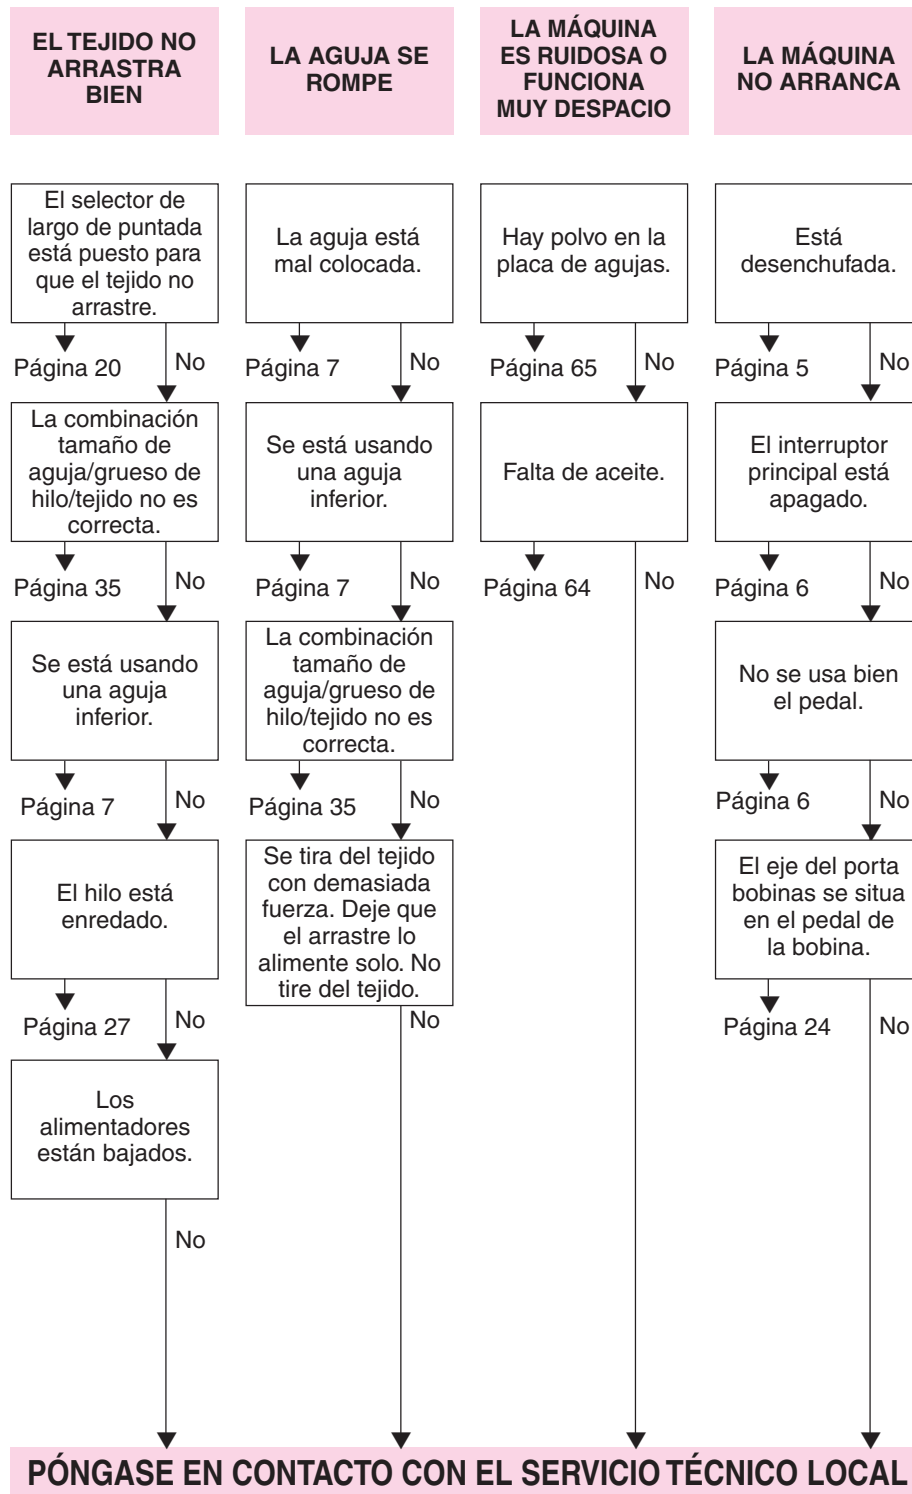 EL TEJIDO NO
ARRASTRA
BIEN
El selector de
largo de puntada
está puesto para
que el tejido no
arrastre.
Página 20
No
La combinación
tamaño de
aguja/grueso de
hilo/tejido no es
correcta.
Página 35
No
Se está usando
una aguja
inferior.
Página 7
No
El hilo está
enredado.
Página 27
No
Los
alimentadores
están bajados.
No
LA AGUJA SE
ROMPE
La aguja está
mal colocada.
Página 7
No
Se está usando
una aguja
inferior.
Página 7
No
La combinación
tamaño de
aguja/grueso de
hilo/tejido no es
correcta.
Página 35
No
Se tira del tejido
con demasiada
fuerza. Deje que
el arrastre lo
alimente solo. No
tire del tejido.
No
LA MÁQUINA
ES RUIDOSA O
FUNCIONA
MUY DESPACIO
Hay polvo en la
placa de agujas.
Página 65
No
Falta de aceite.
Página 64
No
LA MÁQUINA
NO ARRANCA
Está
desenchufada.
Página 5
No
El interruptor
principal está
apagado.
Página 6
No
No se usa bien
el pedal.
Página 6
No
El eje del porta
bobinas se situa
en el pedal de
la bobina.
Página 24
No
PÓNGASE EN CONTACTO CON EL SERVICIO TÉCNICO LOCAL